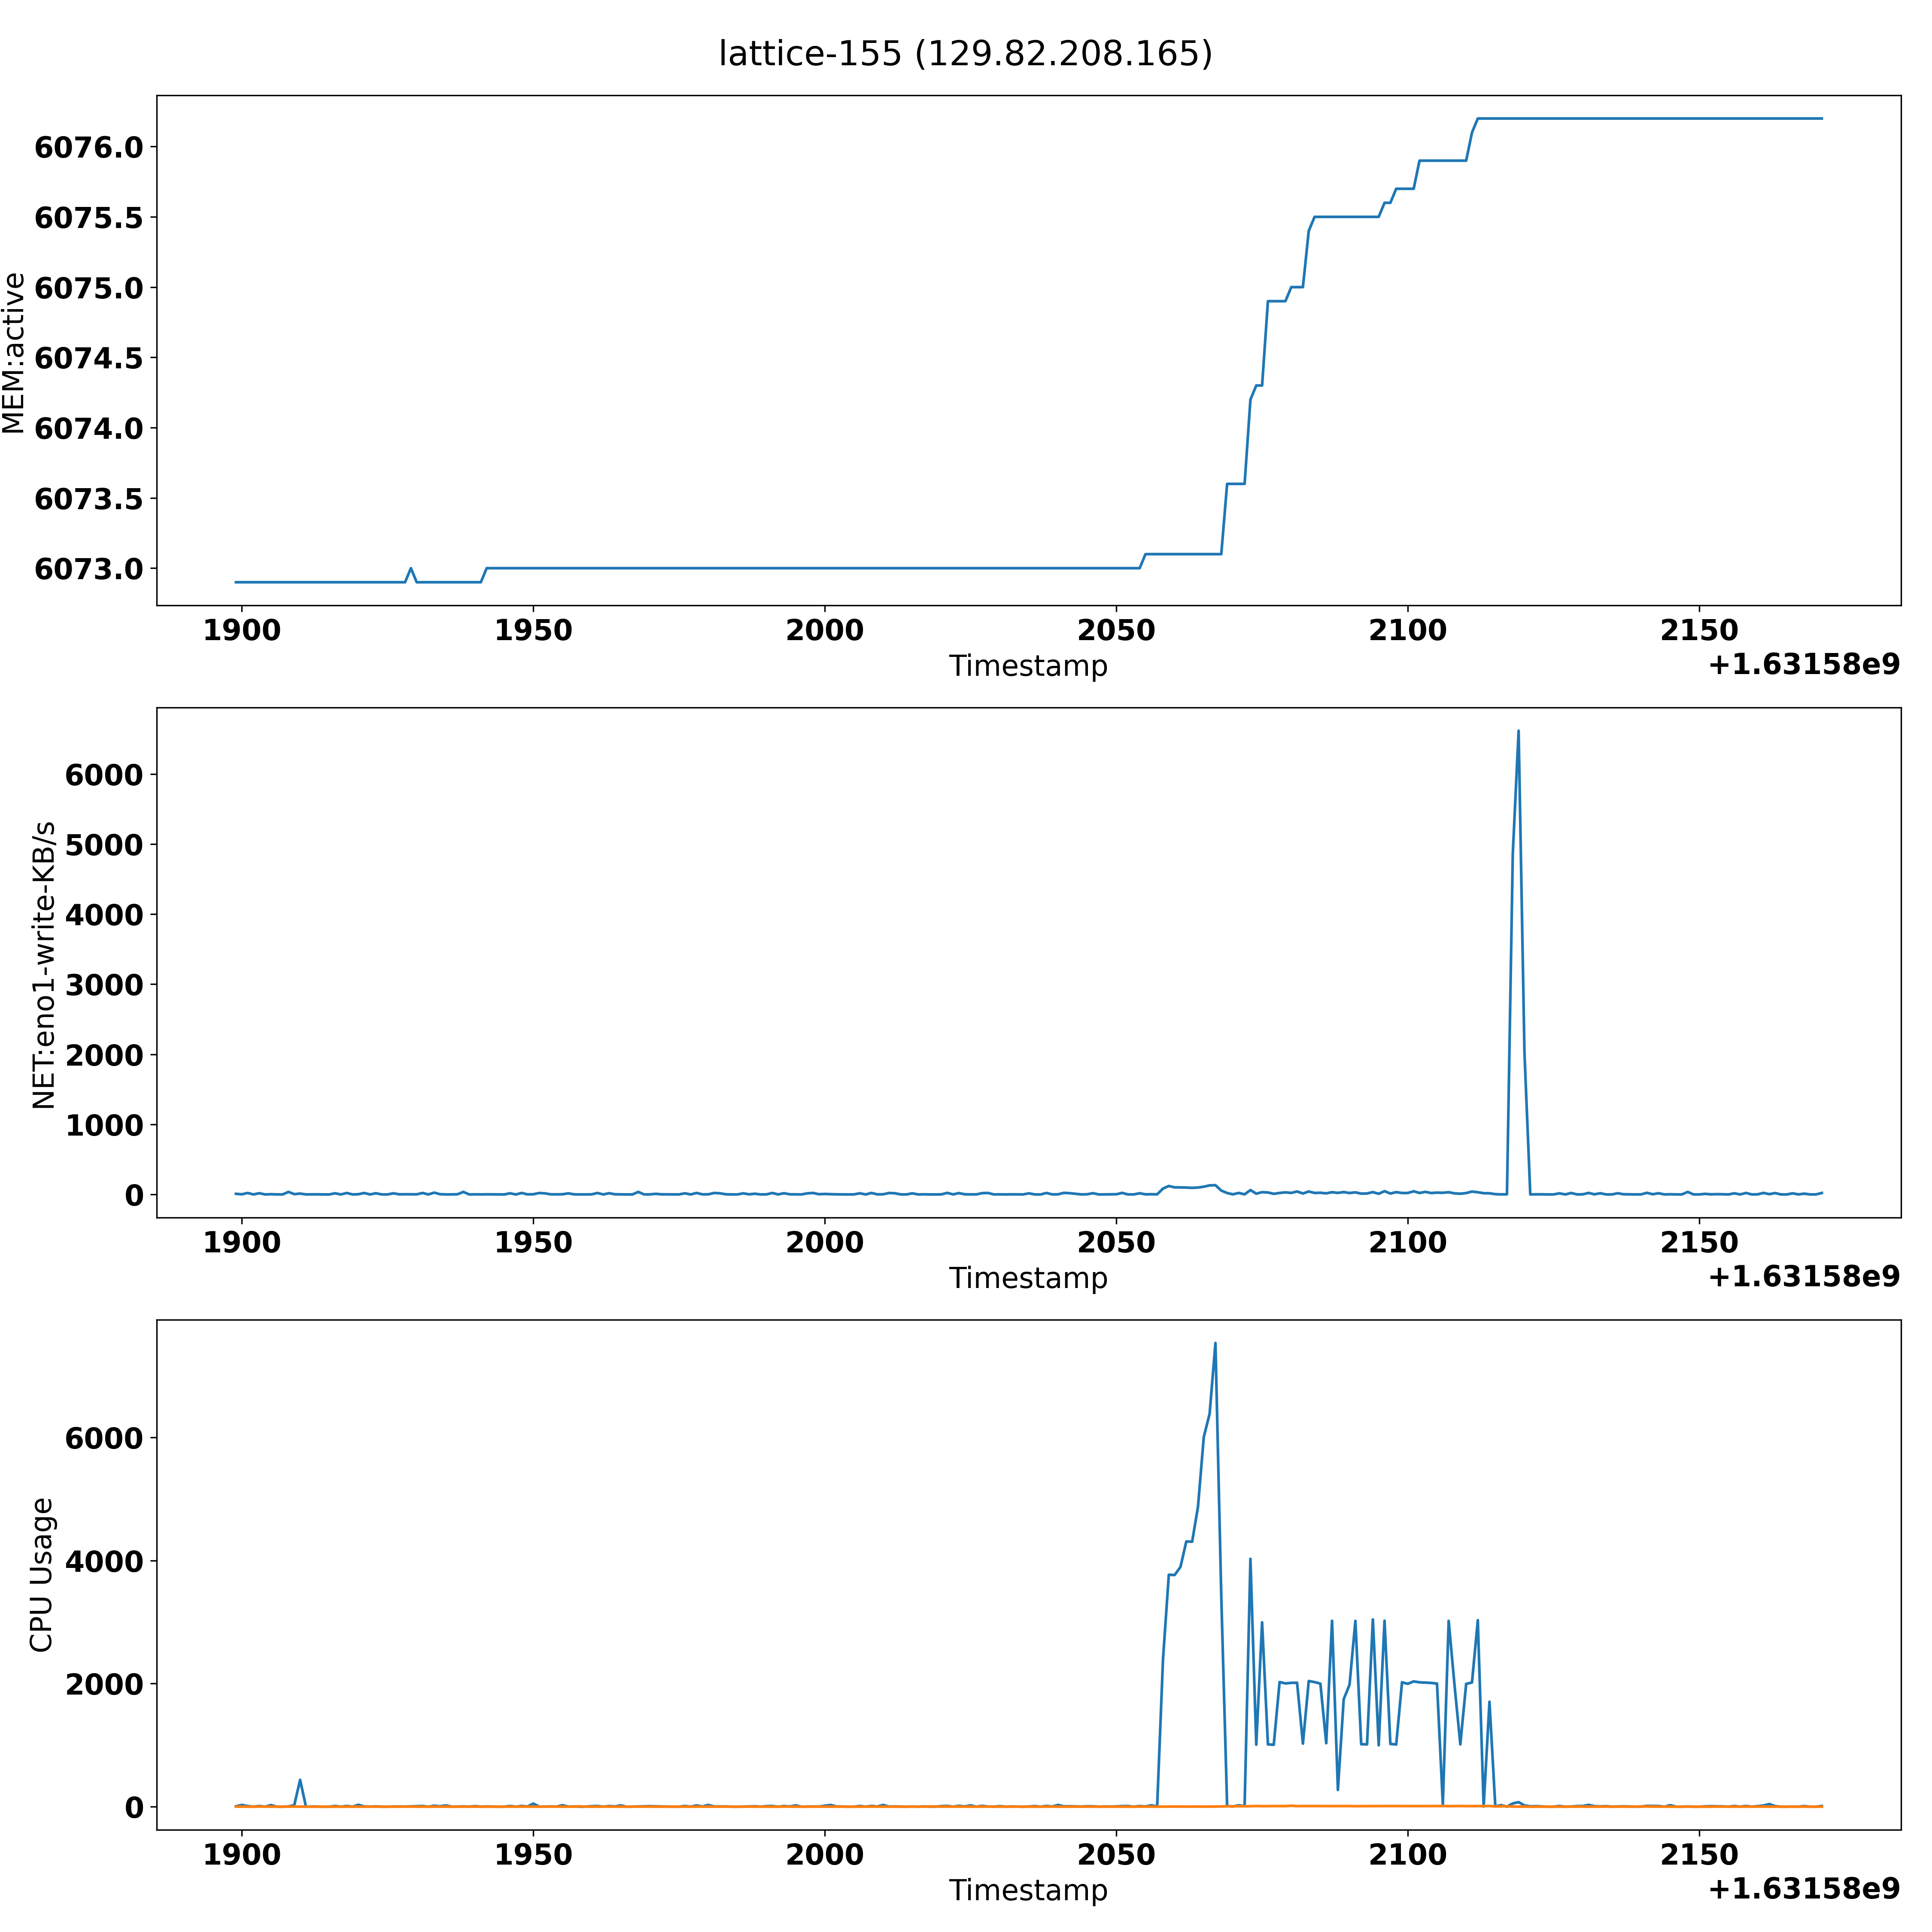 lattice-155 (129.82.208.165)
MEM:active
6076.0
6075.5
6075.0
6074.5
6074.0
6073.5
6073.0
1900 1950 2000 2050 2100 2150
Timestamp
+1.63158e9
NET:eno1-write-KB/s
6000
5000
4000
3000
2000
1000
0
1900 1950 2000 2050 2100 2150
Timestamp
+1.63158e9
CPU Usage
6000
4000
2000
0
1900 1950 2000 2050 2100 2150
Timestamp
+1.63158e9